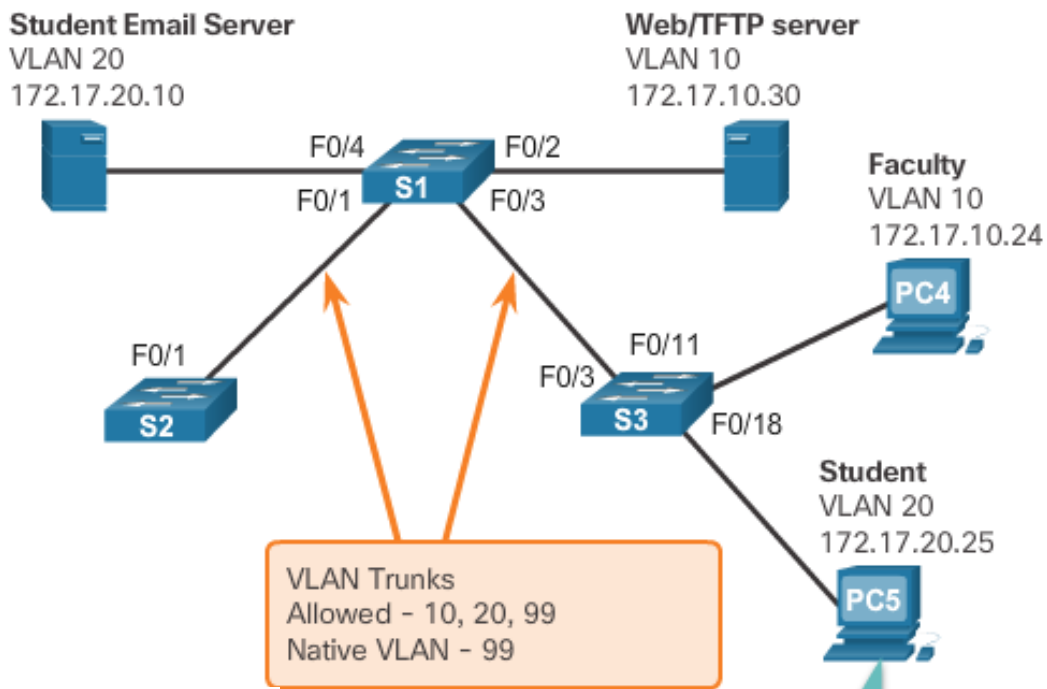 Student Email Server
VLAN 20
172.17.20.10
Web/TFTP server
VLAN 10
172.17.10.30
F0/4
F0/2
S1
F0/1
F0/3
Faculty
VLAN 10
172.17.10.24
PC4
F0/1
S2
F0/11
F0/3
S3
F0/18
Student
VLAN 20
172.17.20.25
PC5
VLAN Trunks
Allowed - 10, 20, 99
Native VLAN - 99